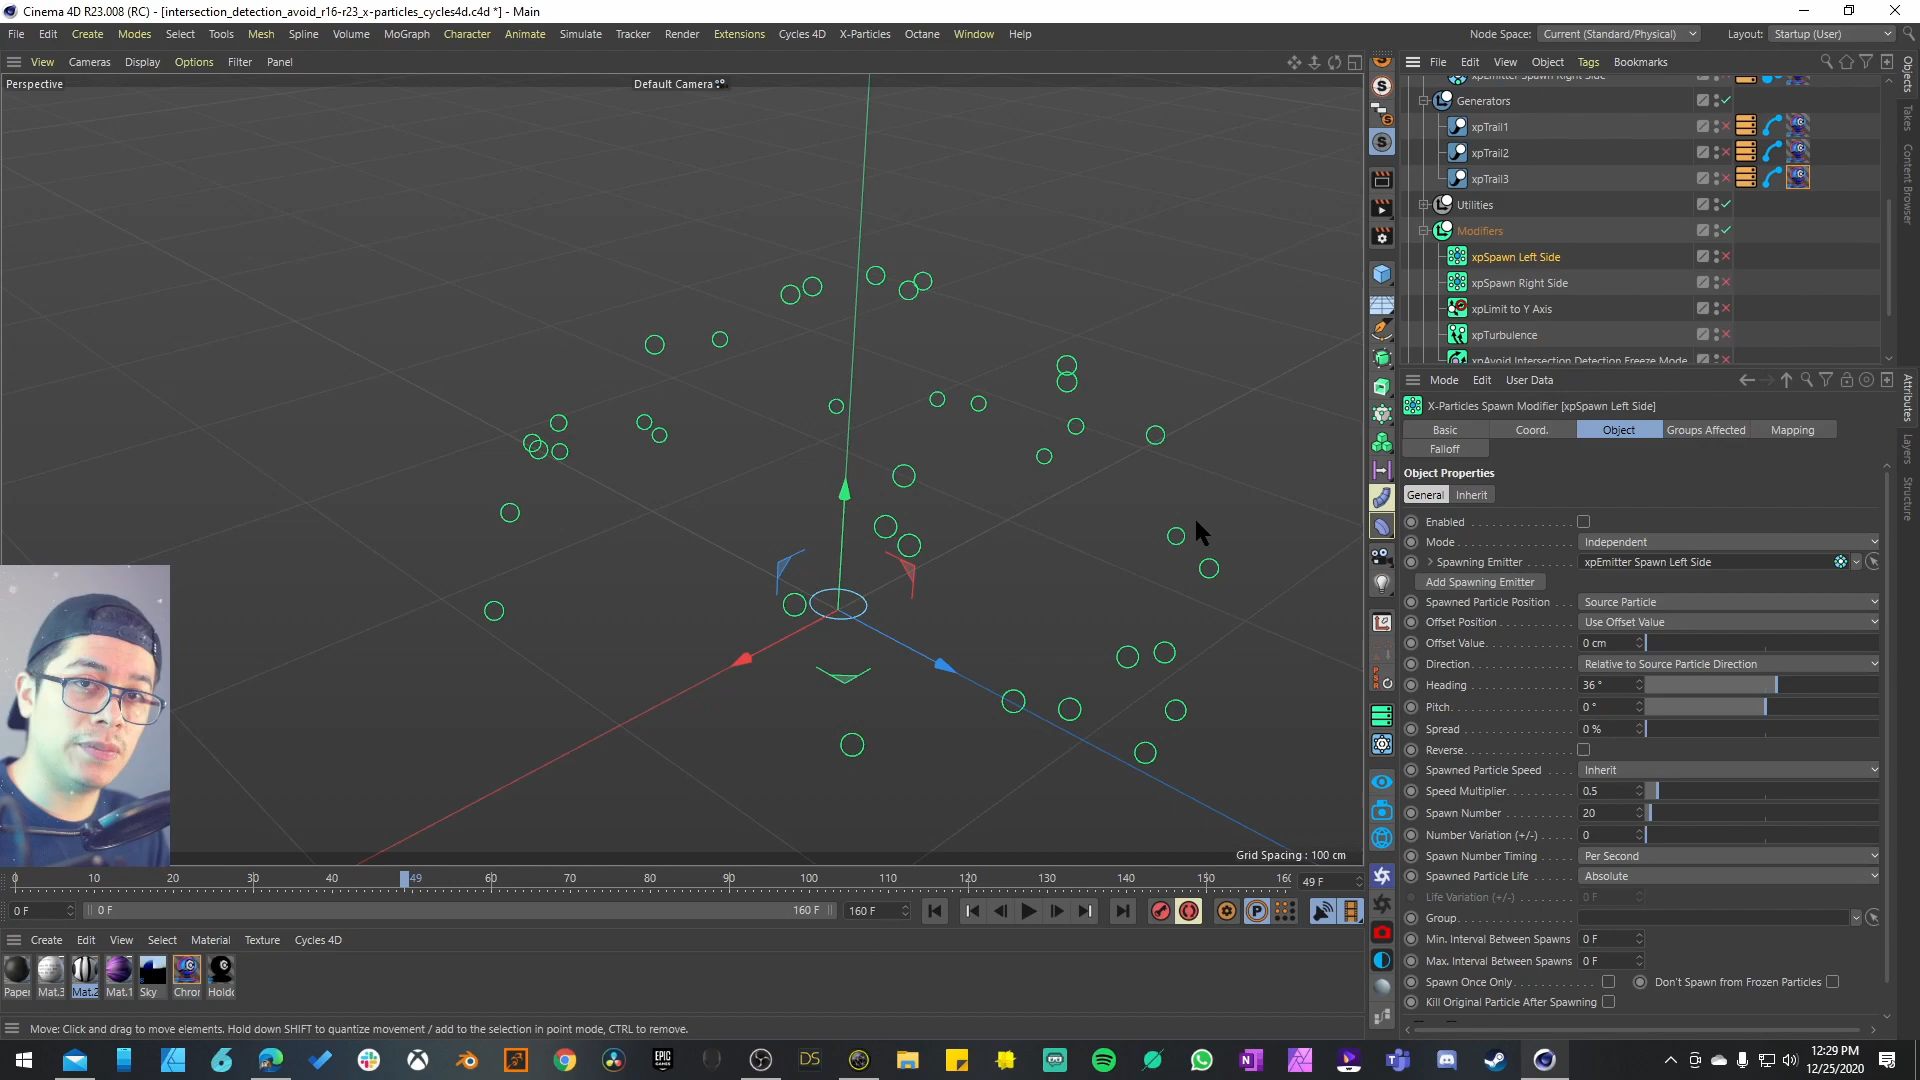 Cinema 4D R23.008 (RC) - [intersection_detection_avoid_r16-r23_x-particles_cycles4d.c4d *] - Main
File Edit Create Modes Select Tools Mesh Spline Volume MoGraph Character Animate Simulate Tracker Render Extensions Cycles 4D X-Particles Octane Window Help
Node Space: Current (Standard/Physical) Layout: Startup (User)
View Cameras Display Options Filter Panel
File Edit View Object Tags Bookmarks
Perspective
Default Camera
xpEmitter Spawn Right Side
Generators
xpTrail1
xpTrail2
xpTrail3
Utilities
Modifiers
xpSpawn Left Side
xpSpawn Right Side
xpLimit to Y Axis
xpTurbulence
xpAvoid Intersection Detection Freeze Mode
Objects
Takes
Content Browser
Attributes
Layers
Structure
Mode Edit User Data
X-Particles Spawn Modifier [xpSpawn Left Side]
Basic Coord. Object Groups Affected Mapping
Falloff
Object Properties
General Inherit
Enabled
Mode Independent
Spawning Emitter xpEmitter Spawn Left Side
Add Spawning Emitter
Spawned Particle Position Source Particle
Offset Position Use Offset Value
Offset Value 0 cm
Direction Relative to Source Particle Direction
Heading 36 °
Pitch 0 °
Spread 0 %
Reverse
Spawned Particle Speed Inherit
Speed Multiplier 0.5
Spawn Number 20
Number Variation (+/-) 0
Spawn Number Timing Per Second
Spawned Particle Life Absolute
Life Variation (+/-) 0 F
Group
Min. Interval Between Spawns 0 F
Max. Interval Between Spawns 0 F
Spawn Once Only Don't Spawn from Frozen Particles
Kill Original Particle After Spawning
Grid Spacing : 100 cm
0 10 20 30 40 49 60 70 80 90 100 110 120 130 140 150 160 49 F
0 F 0 F 160 F 160 F
Create Edit View Select Material Texture Cycles 4D
Paper Mat.3 Mat.2 Mat.1 Sky Chron Holdo
Move: Click and drag to move elements. Hold down SHIFT to quantize movement / add to the selection in point mode, CTRL to remove.
EPIC GAMES
DS
12:29 PM
12/25/2020